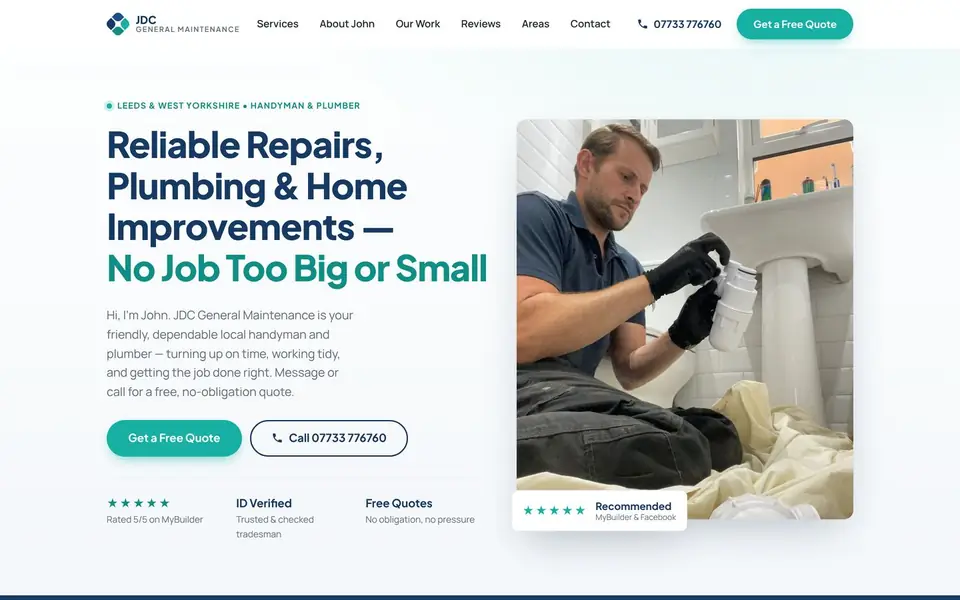 JDC
GENERAL MAINTENANCE
Services
About John
Our Work
Reviews
Areas
Contact
07733 776760
Get a Free Quote
LEEDS & WEST YORKSHIRE • HANDYMAN & PLUMBER
Reliable Repairs,
Plumbing & Home
Improvements —
No Job Too Big or Small
Hi, I'm John. JDC General Maintenance is your
friendly, dependable local handyman and
plumber — turning up on time, working tidy,
and getting the job done right. Message or
call for a free, no-obligation quote.
Get a Free Quote
Call 07733 776760
★★★★★
Rated 5/5 on MyBuilder
ID Verified
Trusted & checked
tradesman
Free Quotes
No obligation, no pressure
★★★★★
Recommended
MyBuilder & Facebook